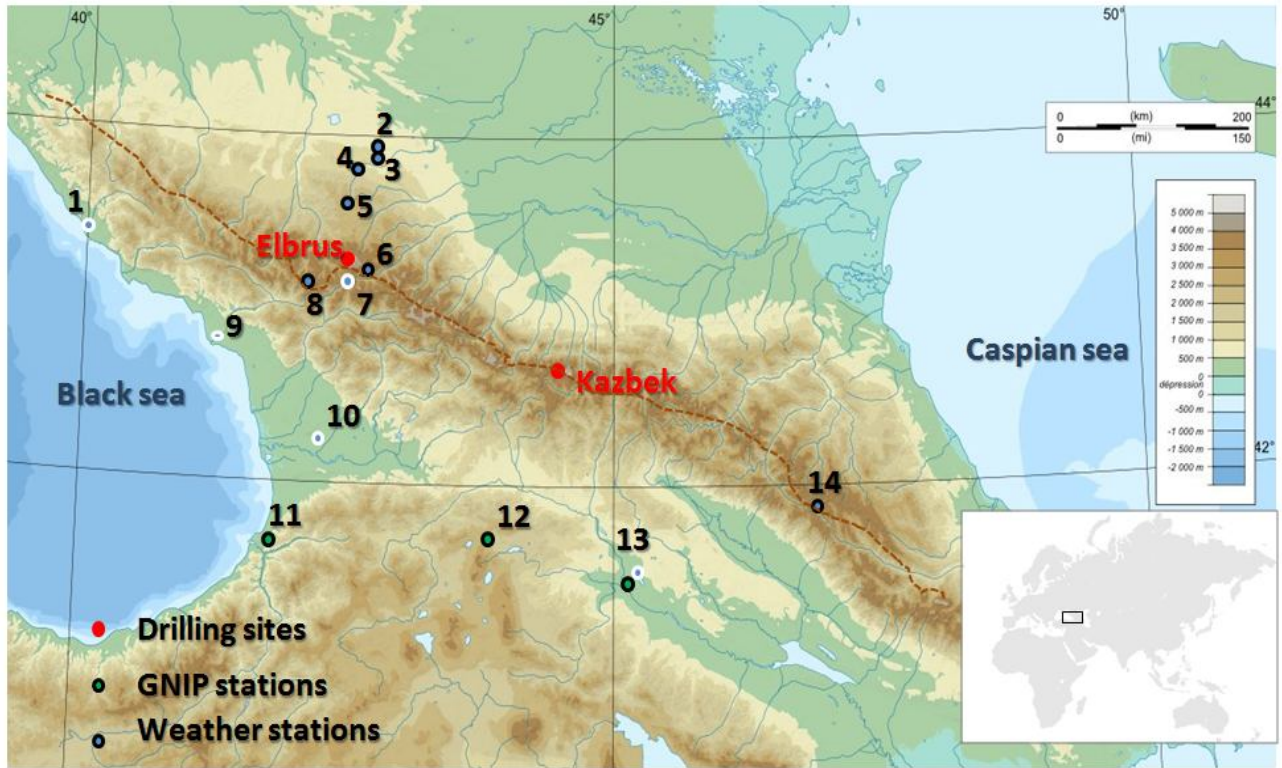 40°
45°
50°
44°
0 (km) 200
0 (mi) 150
2
4
3
5
1
Elbrus
6
8
7
9
Black sea
Caspian sea
Kazbek
10
5 000 m
4 000 m
3 500 m
3 000 m
2 500 m
2 000 m
1 500 m
1 000 m
500 m
0
dépression
0
-500 m
-1 000 m
-1 500 m
-2 000 m
42°
14
11
12
13
Drilling sites
GNIP stations
Weather stations